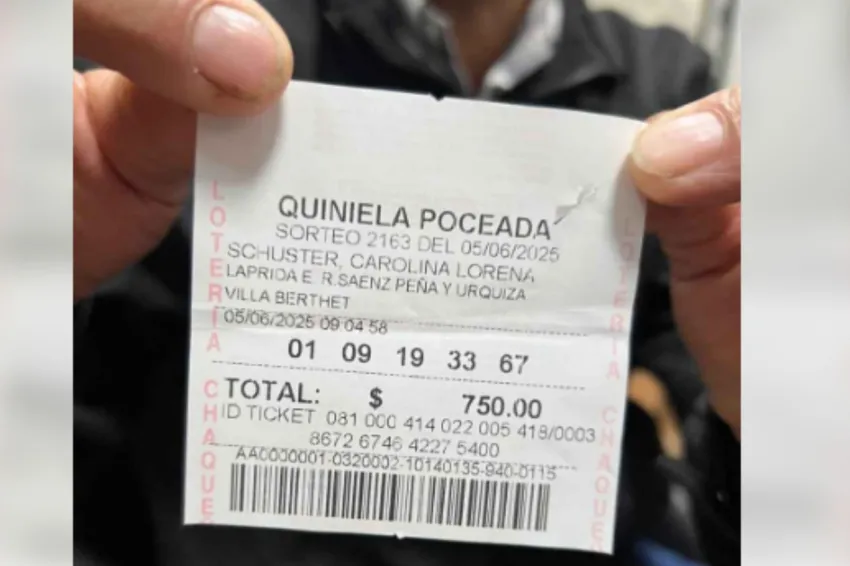 QUINIELA POCEADA
SORTEO 2163 DEL 05/06/2025
SCHUSTER, CAROLINA LORENA
LAPRIDA E. R.SAENZ PEÑA Y URQUIZA
VILLA BERTHET
05/06/2025 09:04:58
01 09 19 33 67
TOTAL: $ 750.00
ID TICKET 081 000 414 022 005 418/0003
8672 6746 4227 5400
AA0000001-0320002-10140135-940-0115
LOTERIA CHAQUE
LOTERIA CHAQUE